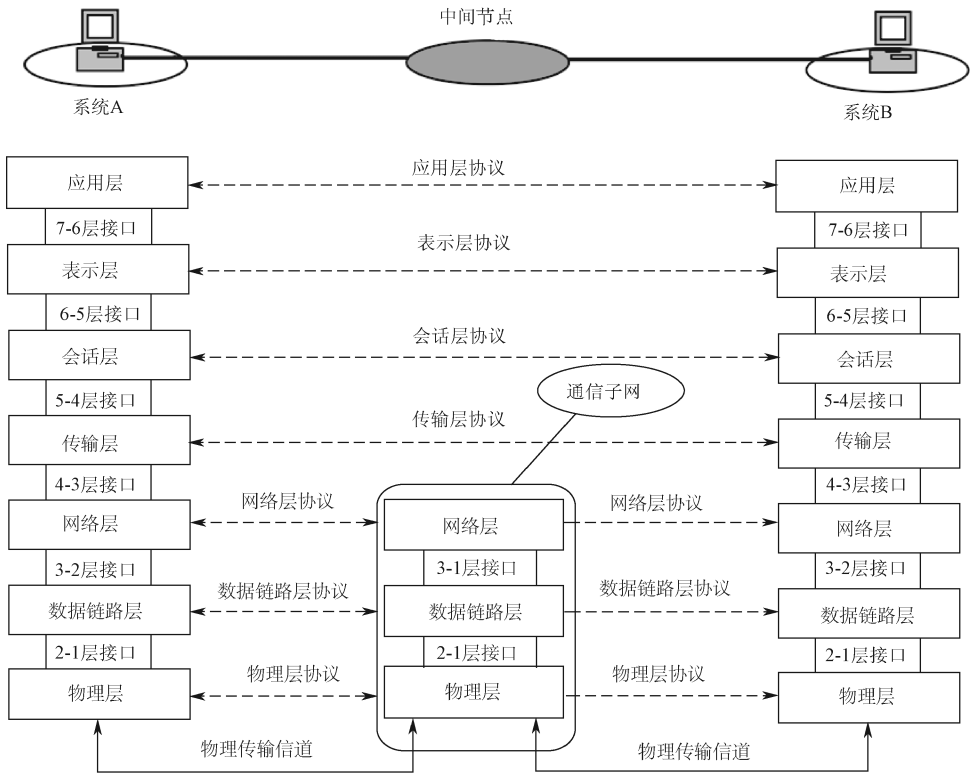 中间节点
系统A
系统B
应用层
应用层协议
应用层
7-6层接口
7-6层接口
表示层
表示层协议
表示层
6-5层接口
6-5层接口
会话层
会话层协议
会话层
通信子网
5-4层接口
5-4层接口
传输层
传输层协议
传输层
4-3层接口
4-3层接口
网络层
网络层协议
网络层
网络层协议
网络层
3-2层接口
3-1层接口
3-2层接口
数据链路层
数据链路层协议
数据链路层
数据链路层协议
数据链路层
2-1层接口
2-1层接口
2-1层接口
物理层
物理层协议
物理层
物理层协议
物理层
物理传输信道
物理传输信道